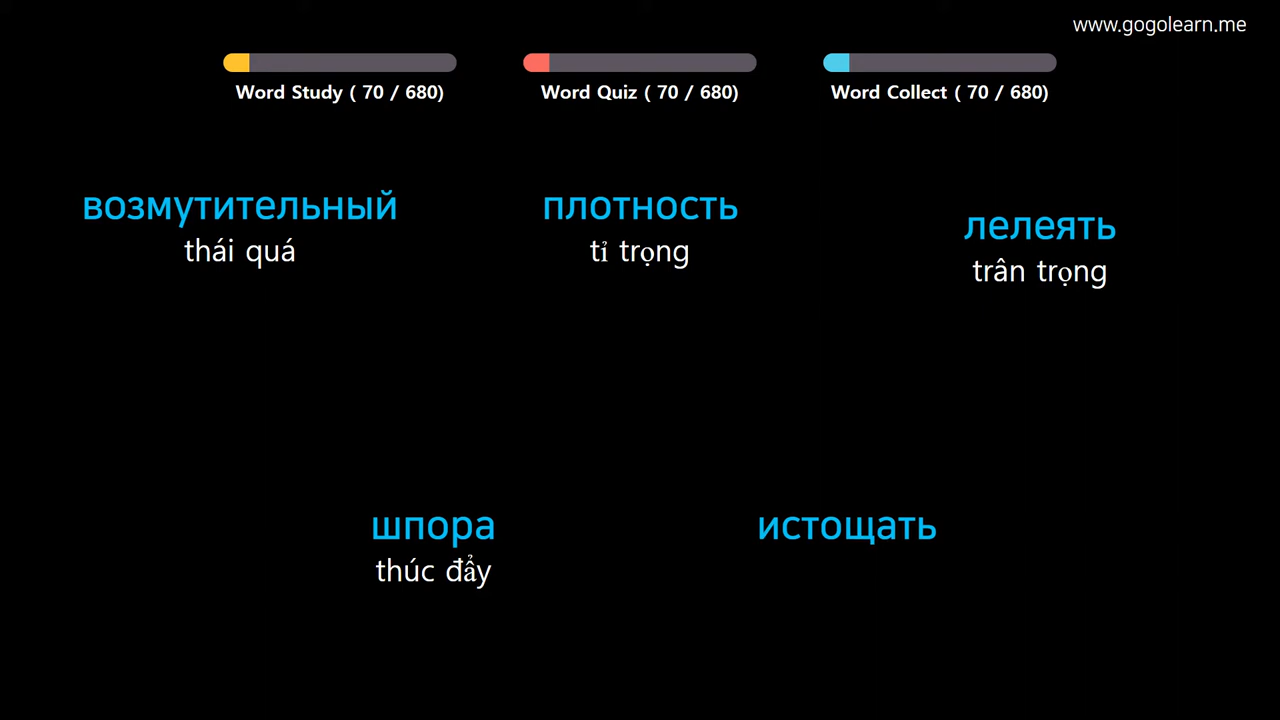 www.gogolearn.me
Word Study ( 70 / 680)
Word Quiz ( 70 / 680)
Word Collect ( 70 / 680)
возмутительный
thái quá
плотность
tỉ trọng
лелеять
trân trọng
шпора
thúc đẩy
истощать